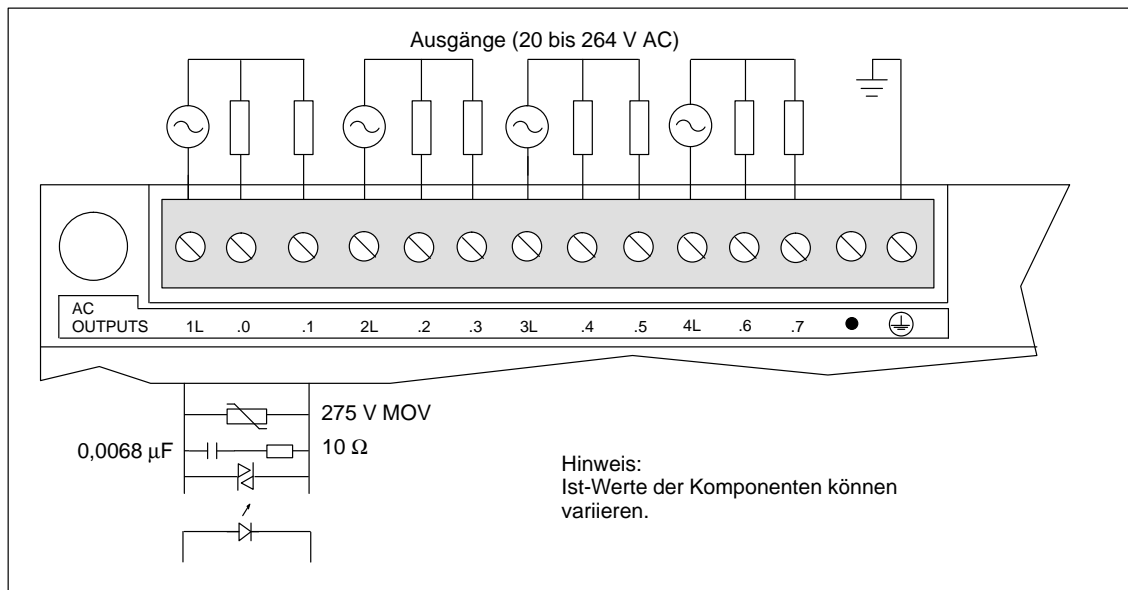 Ausgänge (20 bis 264 V AC)
AC
OUTPUTS 1L .0 .1 2L .2 .3 3L .4 .5 4L .6 .7
275 V MOV
0,0068 µF 10 Ω
Hinweis:
Ist-Werte der Komponenten können
variieren.